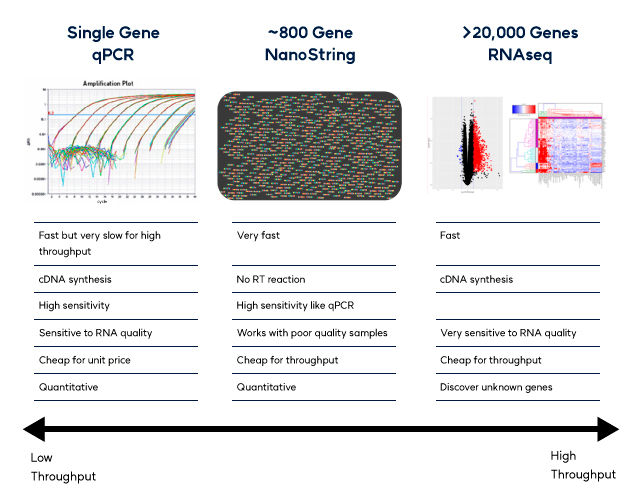 Single Gene
qPCR
~800 Gene
NanoString
>20,000 Genes
RNAseq
Amplification Plot
cycle
Fast but very slow for high
throughput
Very fast
Fast
cDNA synthesis
No RT reaction
cDNA synthesis
High sensitivity
High sensitivity like qPCR
Sensitive to RNA quality
Works with poor quality samples
Very sensitive to RNA quality
Cheap for unit price
Cheap for throughput
Cheap for throughput
Quantitative
Quantitative
Discover unknown genes
Low
Throughput
High
Throughput